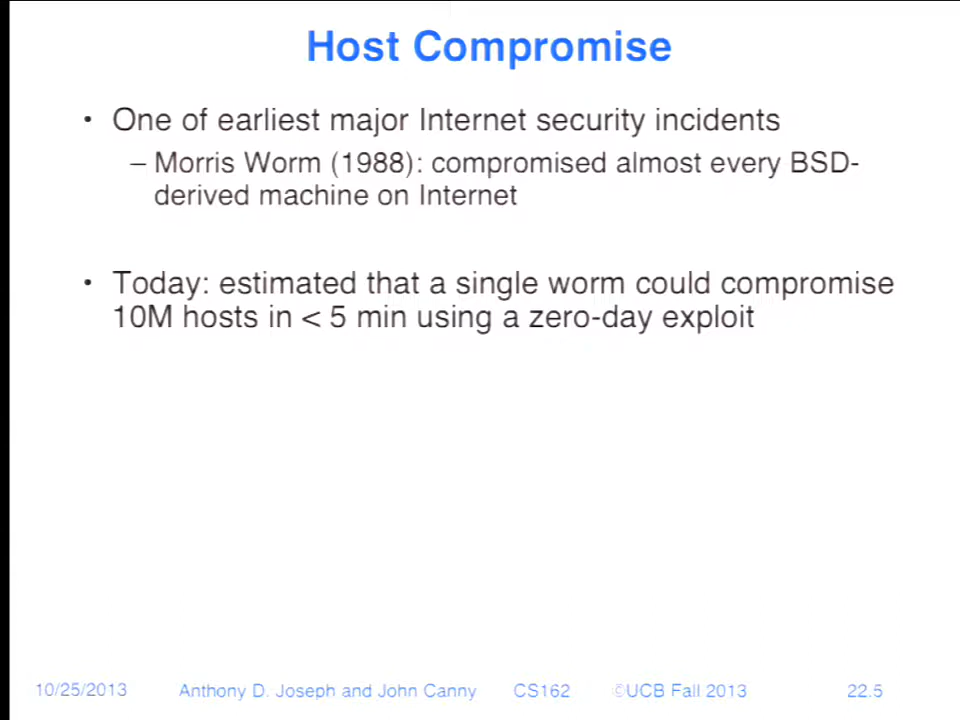 Host Compromise
• One of earliest major Internet security incidents
– Morris Worm (1988): compromised almost every BSD-
derived machine on Internet
• Today: estimated that a single worm could compromise
10M hosts in < 5 min using a zero-day exploit
10/25/2013 Anthony D. Joseph and John Canny CS162 ©UCB Fall 2013 22.5